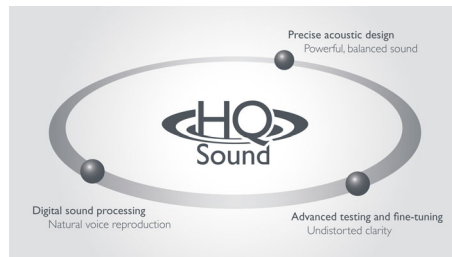 Precise acoustic design
Powerful, balanced sound
HQ
Sound
Digital sound processing
Natural voice reproduction
Advanced testing and fine-tuning
Undistorted clarity